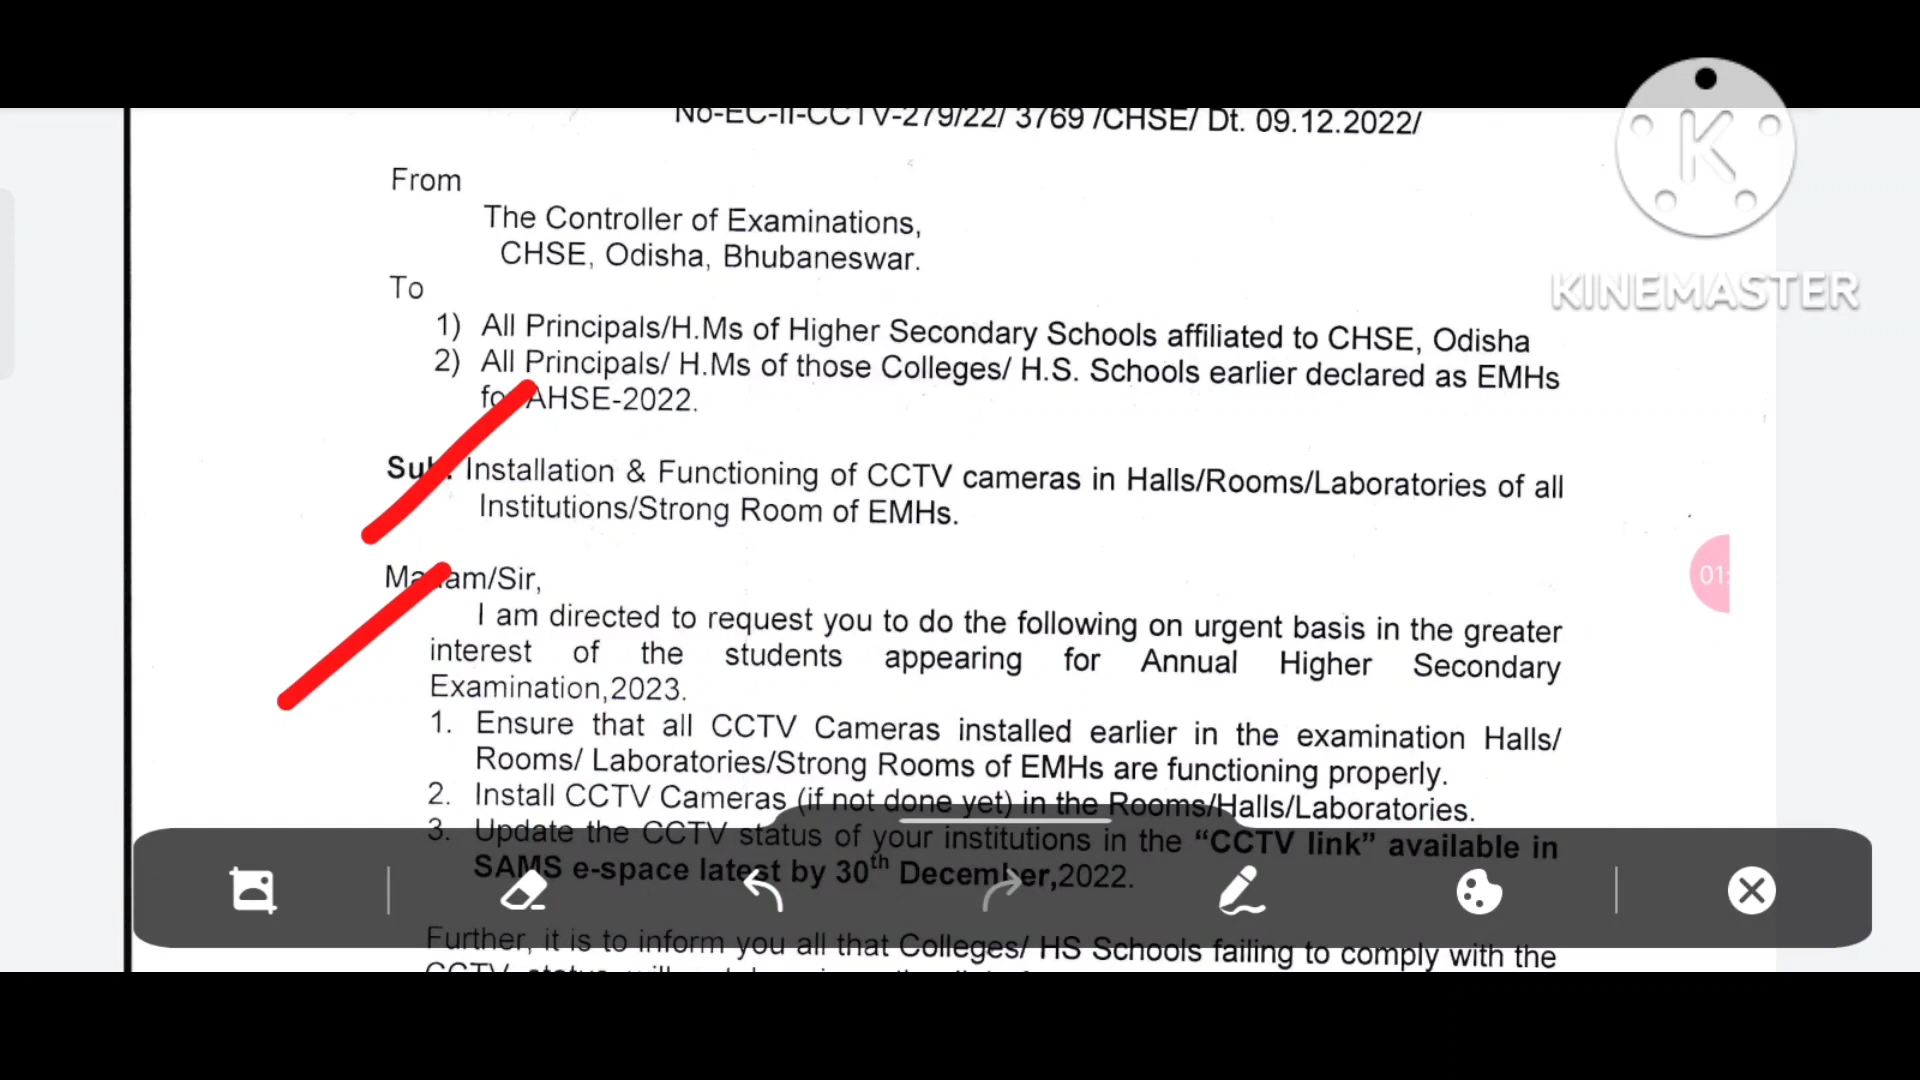 No-EC-II-CCTV-279/22/ 3769 /CHSE/ Dt. 09.12.2022/
From
The Controller of Examinations,
CHSE, Odisha, Bhubaneswar.
To
1) All Principals/H.Ms of Higher Secondary Schools affiliated to CHSE, Odisha
2) All Principals/ H.Ms of those Colleges/ H.S. Schools earlier declared as EMHs
for AHSE-2022.
Sub: Installation & Functioning of CCTV cameras in Halls/Rooms/Laboratories of all
Institutions/Strong Room of EMHs.
Madam/Sir,
I am directed to request you to do the following on urgent basis in the greater
interest of the students appearing for Annual Higher Secondary
Examination,2023.
1. Ensure that all CCTV Cameras installed earlier in the examination Halls/
Rooms/ Laboratories/Strong Rooms of EMHs are functioning properly.
2. Install CCTV Cameras (if not done yet) in the Rooms/Halls/Laboratories.
3. Update the CCTV status of your institutions in the “CCTV link” available in
SAMS e-space latest by 30th December,2022.
Further, it is to inform you all that Colleges/ HS Schools failing to comply with the
CCTV status
K
KINEMASTER
01: